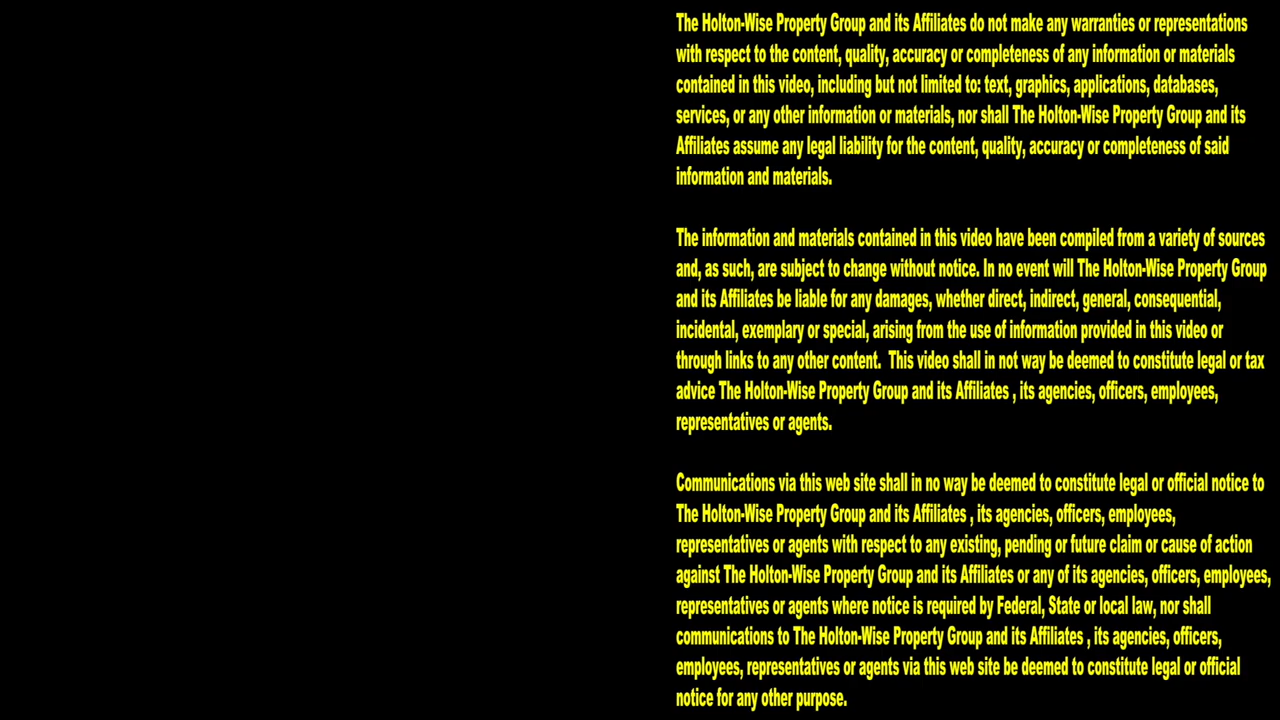 The Holton-Wise Property Group and its Affiliates do not make any warranties or representations
with respect to the content, quality, accuracy or completeness of any information or materials
contained in this video, including but not limited to: text, graphics, applications, databases,
services, or any other information or materials, nor shall The Holton-Wise Property Group and its
Affiliates assume any legal liability for the content, quality, accuracy or completeness of said
information and materials.
The information and materials contained in this video have been compiled from a variety of sources
and, as such, are subject to change without notice. In no event will The Holton-Wise Property Group
and its Affiliates be liable for any damages, whether direct, indirect, general, consequential,
incidental, exemplary or special, arising from the use of information provided in this video or
through links to any other content.  This video shall in not way be deemed to constitute legal or tax
advice The Holton-Wise Property Group and its Affiliates , its agencies, officers, employees,
representatives or agents.
Communications via this web site shall in no way be deemed to constitute legal or official notice to
The Holton-Wise Property Group and its Affiliates , its agencies, officers, employees,
representatives or agents with respect to any existing, pending or future claim or cause of action
against The Holton-Wise Property Group and its Affiliates or any of its agencies, officers, employees,
representatives or agents where notice is required by Federal, State or local law, nor shall
communications to The Holton-Wise Property Group and its Affiliates , its agencies, officers,
employees, representatives or agents via this web site be deemed to constitute legal or official
notice for any other purpose.